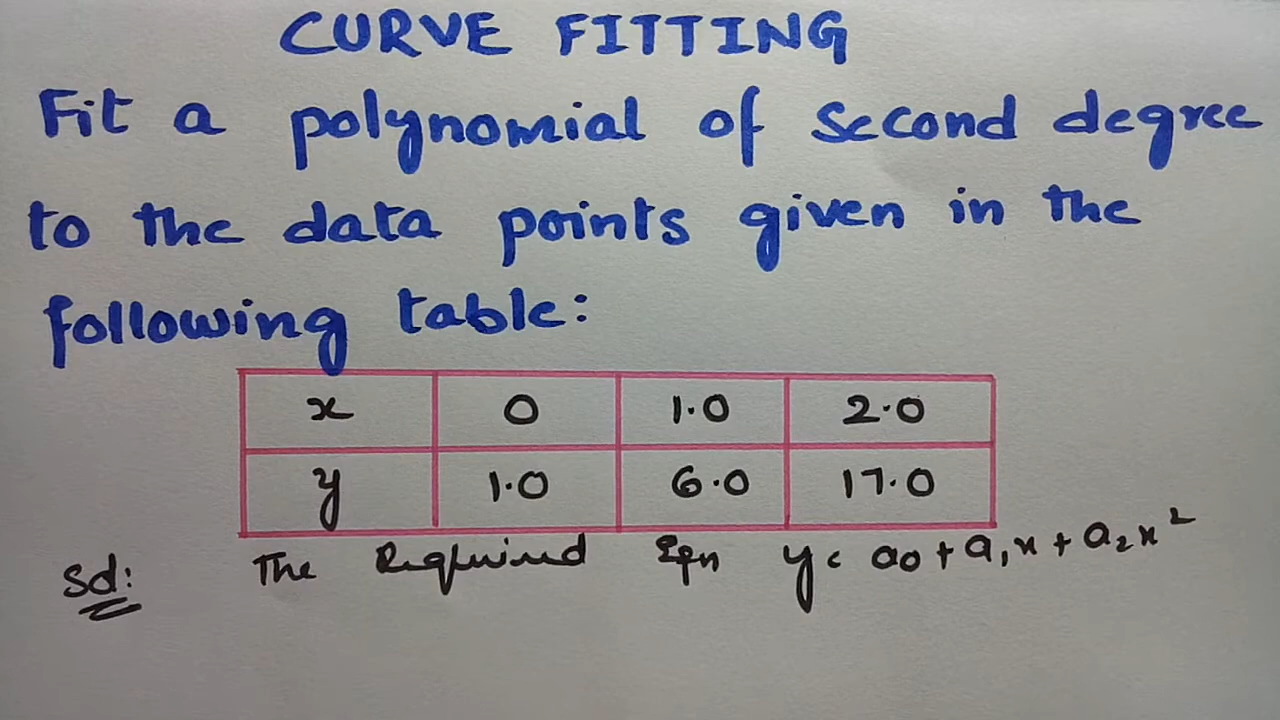 CURVE FITTING
Fit a polynomial of second degree
to the data points given in the
following table:
x 0 1.0 2.0
y 1.0 6.0 17.0
Sol: The Required Eqn y = a₀ + a₁x + a₂x²